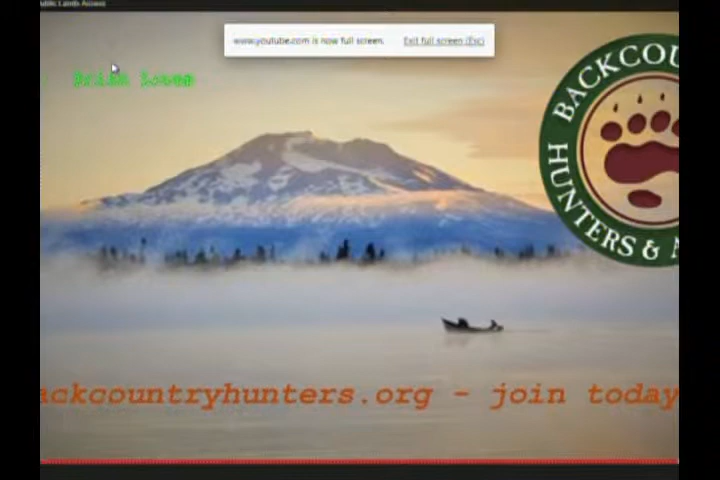 Public Lands Access
www.youtube.com is now full screen. Exit full screen (Esc)
Brian
BACKCOU
HUNTERS &
ackcountryhunters.org - join today